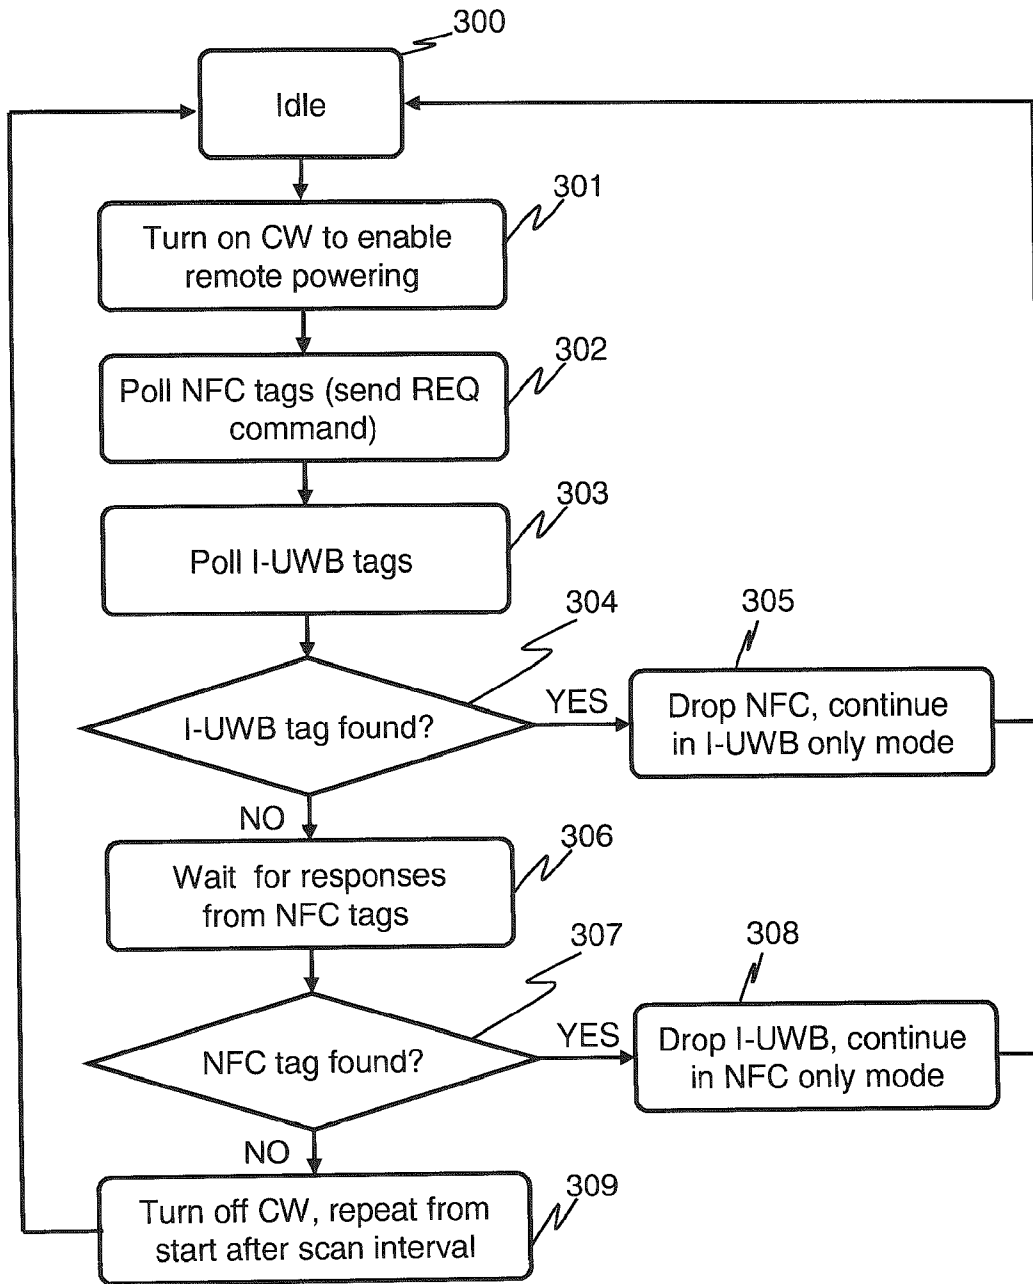 300
Idle
301
Turn on CW to enable
remote powering
302
Poll NFC tags (send REQ
command)
303
Poll I-UWB tags
304
305
I-UWB tag found?
YES
Drop NFC, continue
in I-UWB only mode
NO
306
Wait for responses
from NFC tags
307
308
NFC tag found?
YES
Drop I-UWB, continue
in NFC only mode
NO
309
Turn off CW, repeat from
start after scan interval